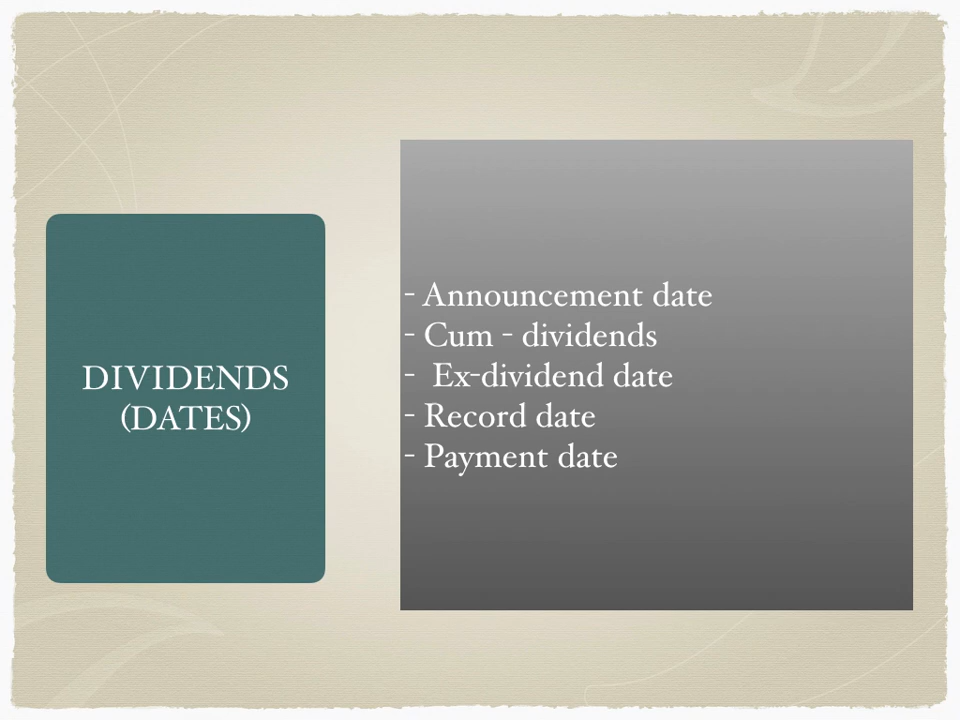 DIVIDENDS
(DATES)
- Announcement date
- Cum - dividends
- Ex-dividend date
- Record date
- Payment date